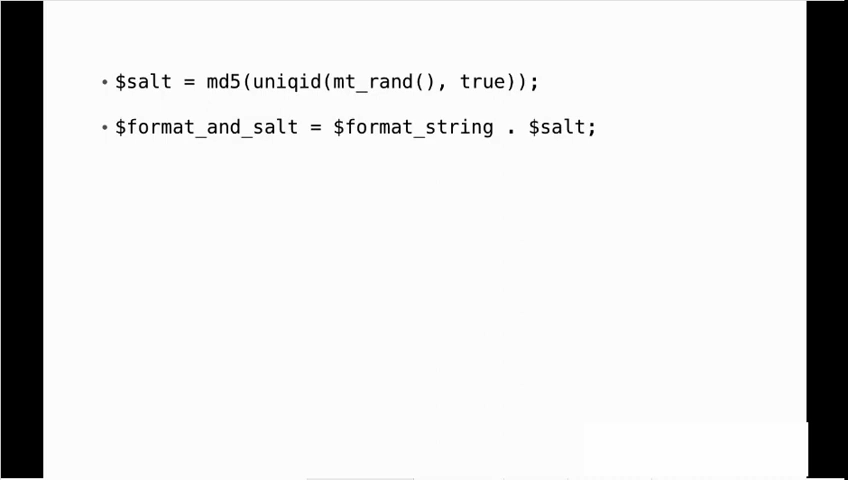 • $salt = md5(uniqid(mt_rand(), true));
• $format_and_salt = $format_string . $salt;